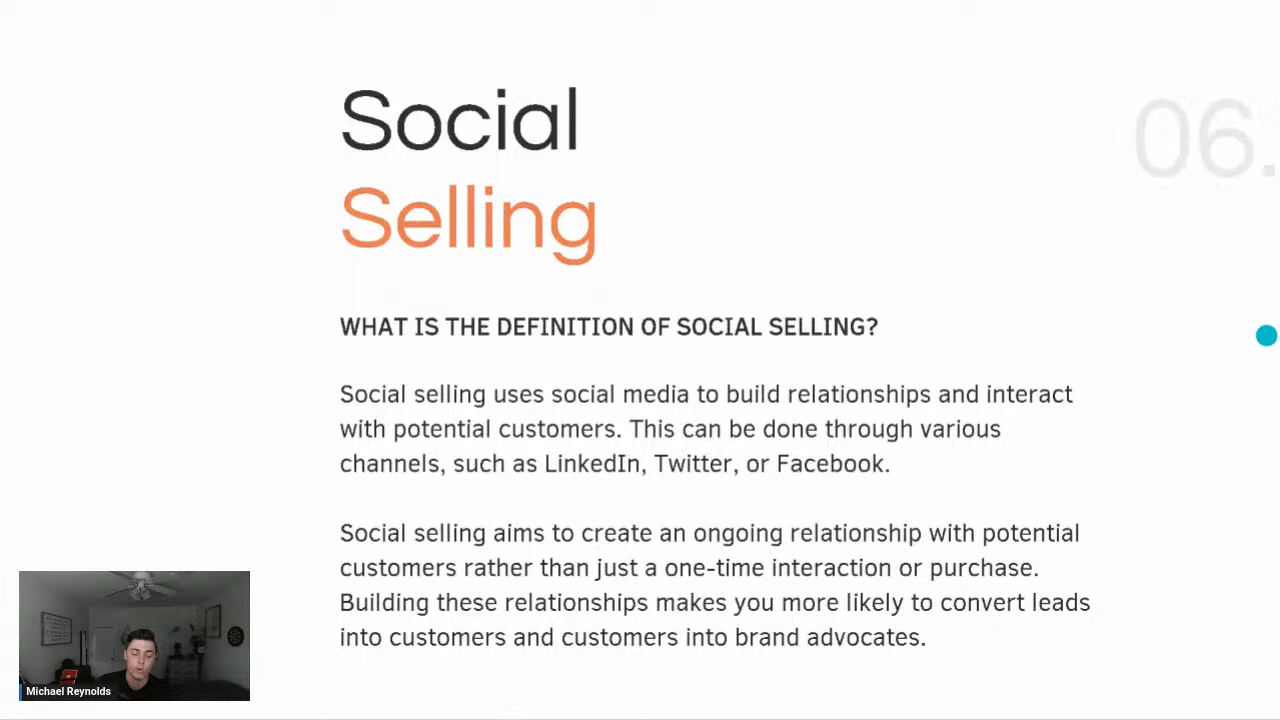 Social
Selling
06.
WHAT IS THE DEFINITION OF SOCIAL SELLING?
Social selling uses social media to build relationships and interact
with potential customers. This can be done through various
channels, such as LinkedIn, Twitter, or Facebook.
Social selling aims to create an ongoing relationship with potential
customers rather than just a one-time interaction or purchase.
Building these relationships makes you more likely to convert leads
into customers and customers into brand advocates.
Michael Reynolds